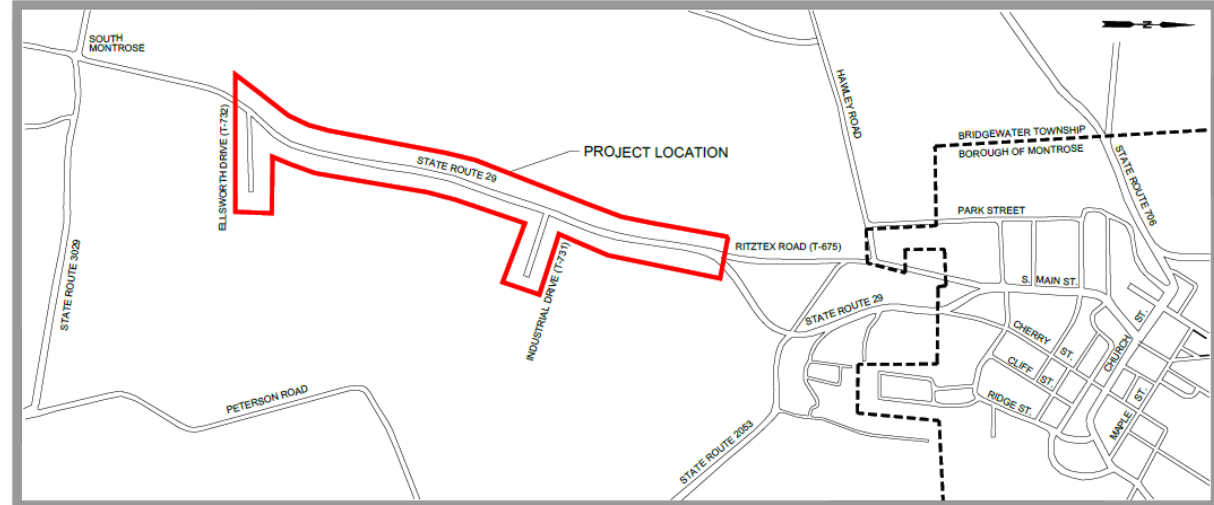 SOUTH
MONTROSE
N
HAWLEY ROAD
BRIDGEWATER TOWNSHIP
BOROUGH OF MONTROSE
STATE ROUTE 706
ELLSWORTH DRIVE (T-732)
STATE ROUTE 29
PROJECT LOCATION
PARK STREET
RITZTEX ROAD (T-675)
STATE ROUTE 3029
INDUSTRIAL DRIVE (T-731)
S. MAIN ST.
STATE ROUTE 29
CHERRY ST.
CHURCH ST.
CLIFF ST.
RIDGE ST.
MAPLE ST.
PETERSON ROAD
STATE ROUTE 2053